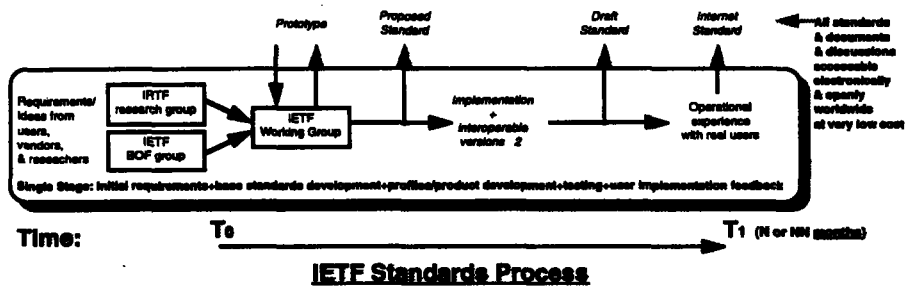 Prototype
Proposed
Standard
Draft
Standard
Internet
Standard
All standards
& documents
& discussions
accessable
electronically
& openly
worldwide
at very low cost
Requirements/
Ideas from
users,
vendors,
& reseachers
IRTF
research group
IETF
BOF group
IETF
Working Group
Implementation
+
interoperable
versions 2
Operational
experience
with real users
Single Stage: initial requirements+base standards development+profiles/product development+testing+user implementation feedback
Time:
T0
T1 (N or NN months)
IETF Standards Process